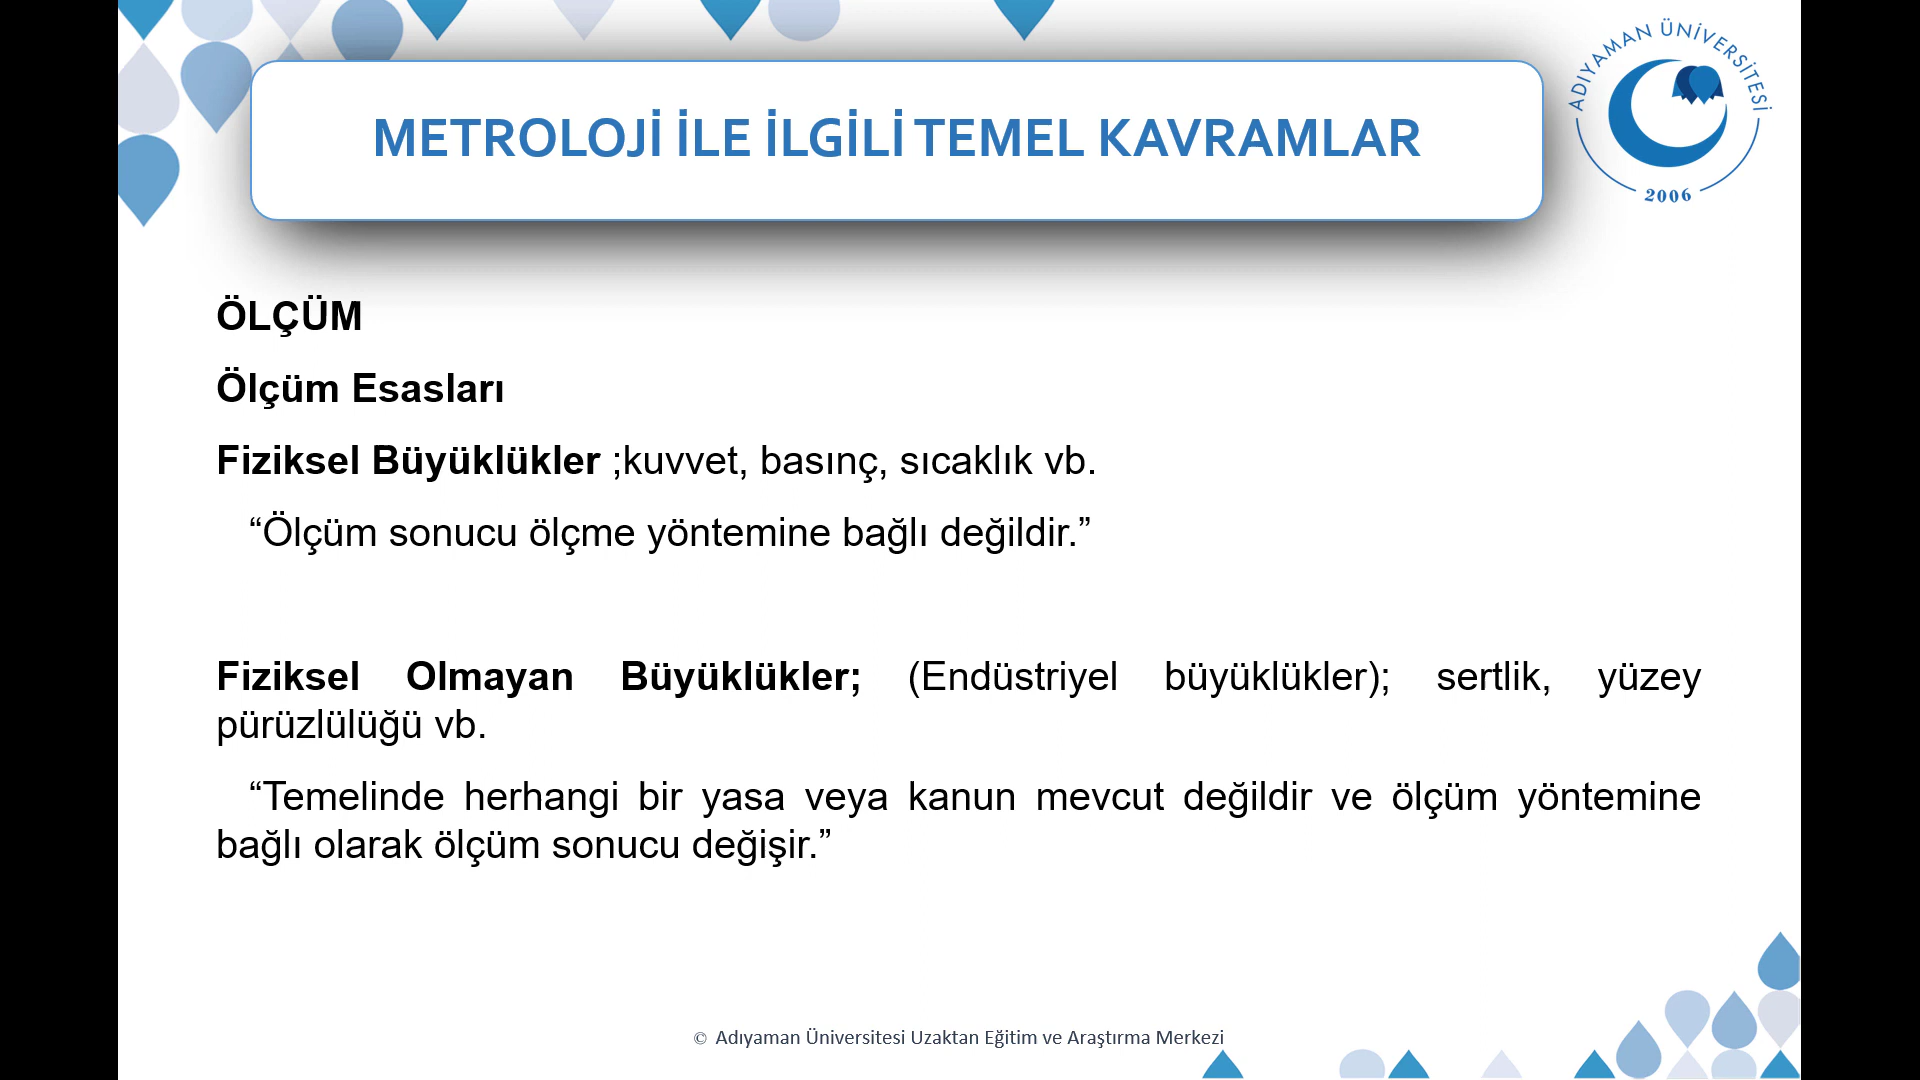 ADIYAMAN ÜNİVERSİTESİ
2006
METROLOJİ İLE İLGİLİ TEMEL KAVRAMLAR
ÖLÇÜM
Ölçüm Esasları
Fiziksel Büyüklükler ;kuvvet, basınç, sıcaklık vb.
“Ölçüm sonucu ölçme yöntemine bağlı değildir.”
Fiziksel Olmayan Büyüklükler; (Endüstriyel büyüklükler); sertlik, yüzey
pürüzlülüğü vb.
“Temelinde herhangi bir yasa veya kanun mevcut değildir ve ölçüm yöntemine
bağlı olarak ölçüm sonucu değişir.”
© Adıyaman Üniversitesi Uzaktan Eğitim ve Araştırma Merkezi